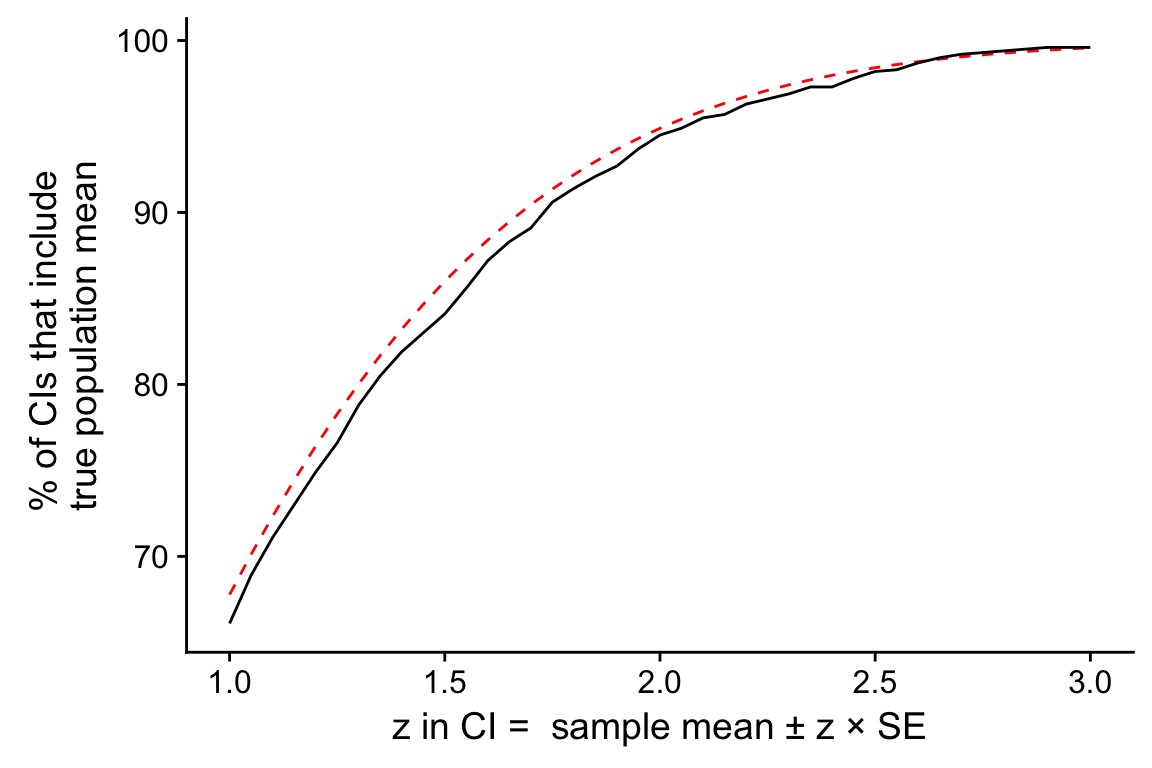 100
90
80
70
% of CIs that include
true population mean
1.0 1.5 2.0 2.5 3.0
z in CI =  sample mean ± z × SE